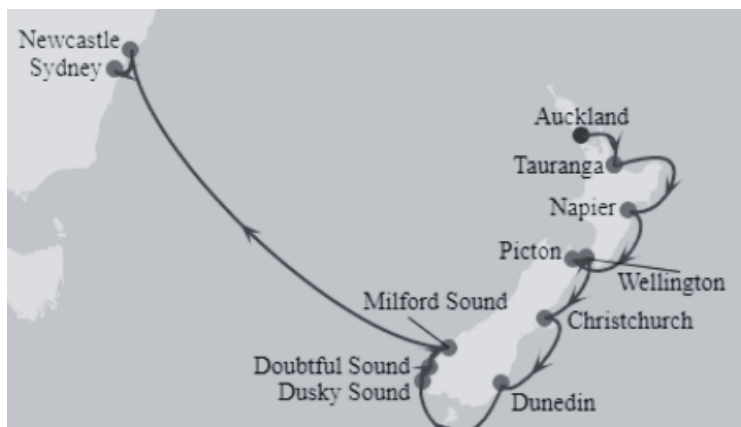 Newcastle
Sydney
Auckland
Tauranga
Napier
Picton
Wellington
Milford Sound
Christchurch
Doubtful Sound
Dusky Sound
Dunedin